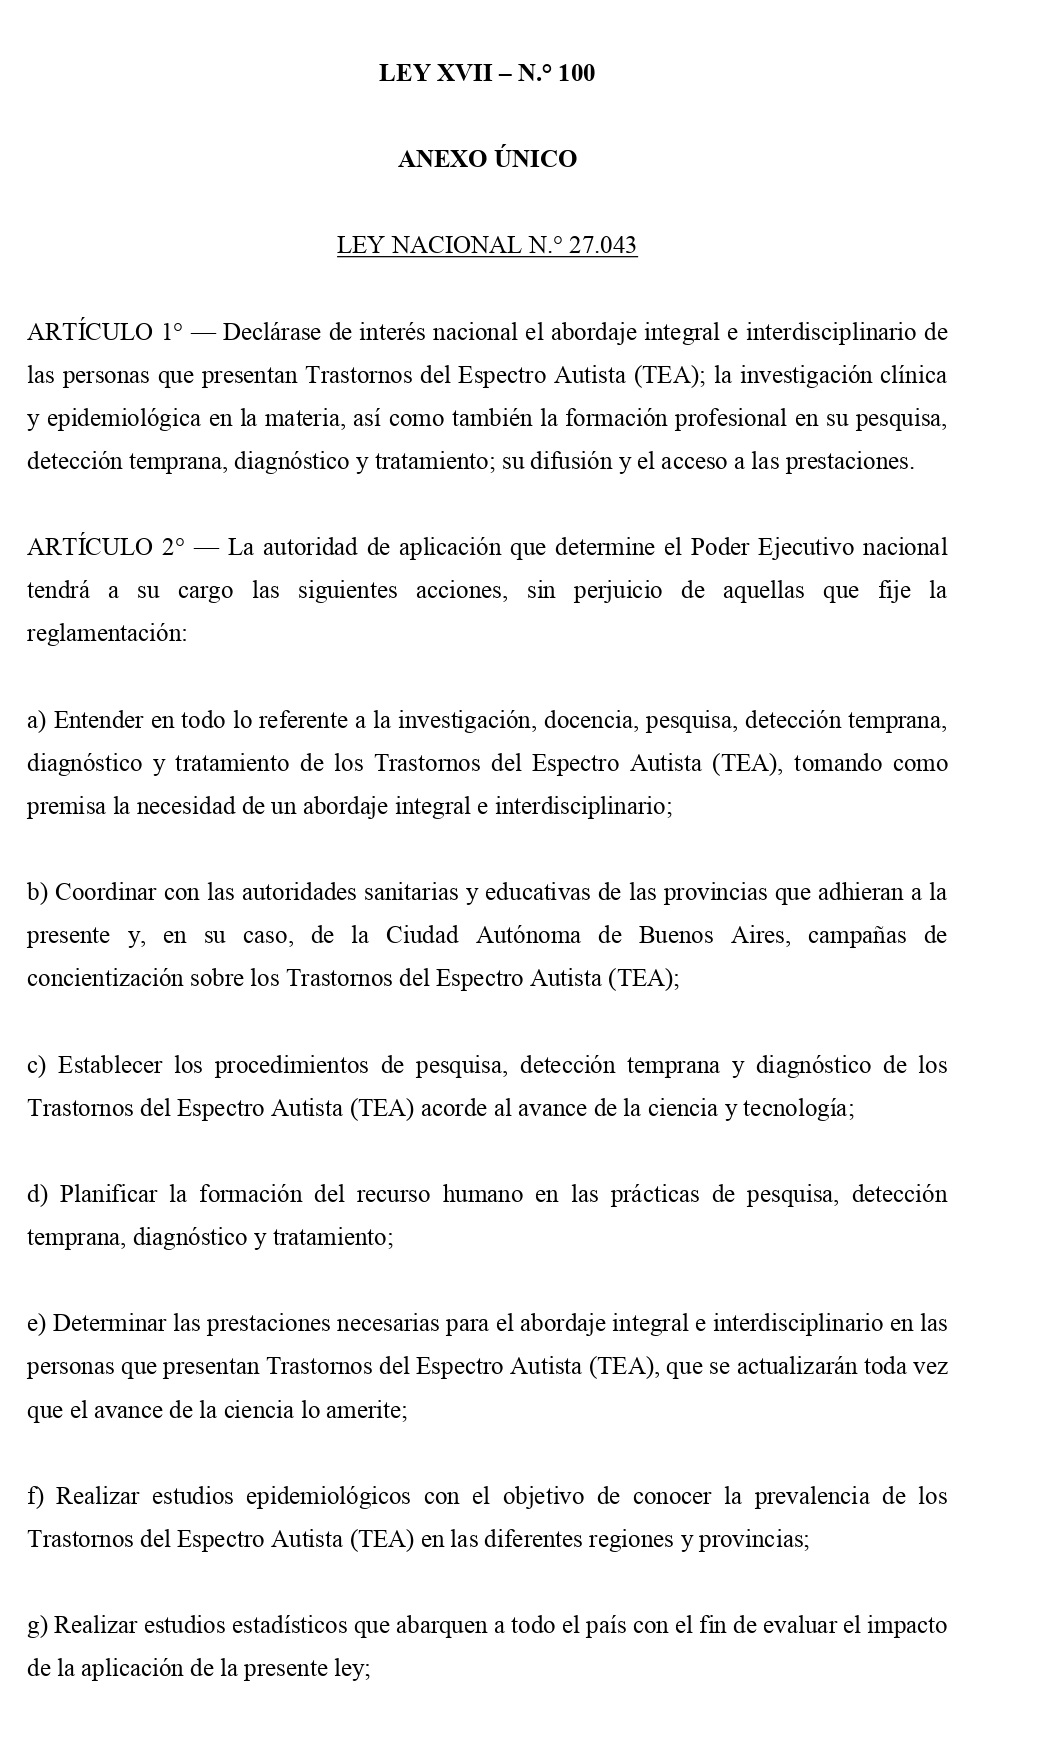 LEY XVII – N.° 100
ANEXO ÚNICO
LEY NACIONAL N.° 27.043
ARTÍCULO 1° — Declárase de interés nacional el abordaje integral e interdisciplinario de
las personas que presentan Trastornos del Espectro Autista (TEA); la investigación clínica
y epidemiológica en la materia, así como también la formación profesional en su pesquisa,
detección temprana, diagnóstico y tratamiento; su difusión y el acceso a las prestaciones.
ARTÍCULO 2° — La autoridad de aplicación que determine el Poder Ejecutivo nacional
tendrá a su cargo las siguientes acciones, sin perjuicio de aquellas que fije la
reglamentación:
a) Entender en todo lo referente a la investigación, docencia, pesquisa, detección temprana,
diagnóstico y tratamiento de los Trastornos del Espectro Autista (TEA), tomando como
premisa la necesidad de un abordaje integral e interdisciplinario;
b) Coordinar con las autoridades sanitarias y educativas de las provincias que adhieran a la
presente y, en su caso, de la Ciudad Autónoma de Buenos Aires, campañas de
concientización sobre los Trastornos del Espectro Autista (TEA);
c) Establecer los procedimientos de pesquisa, detección temprana y diagnóstico de los
Trastornos del Espectro Autista (TEA) acorde al avance de la ciencia y tecnología;
d) Planificar la formación del recurso humano en las prácticas de pesquisa, detección
temprana, diagnóstico y tratamiento;
e) Determinar las prestaciones necesarias para el abordaje integral e interdisciplinario en las
personas que presentan Trastornos del Espectro Autista (TEA), que se actualizarán toda vez
que el avance de la ciencia lo amerite;
f) Realizar estudios epidemiológicos con el objetivo de conocer la prevalencia de los
Trastornos del Espectro Autista (TEA) en las diferentes regiones y provincias;
g) Realizar estudios estadísticos que abarquen a todo el país con el fin de evaluar el impacto
de la aplicación de la presente ley;